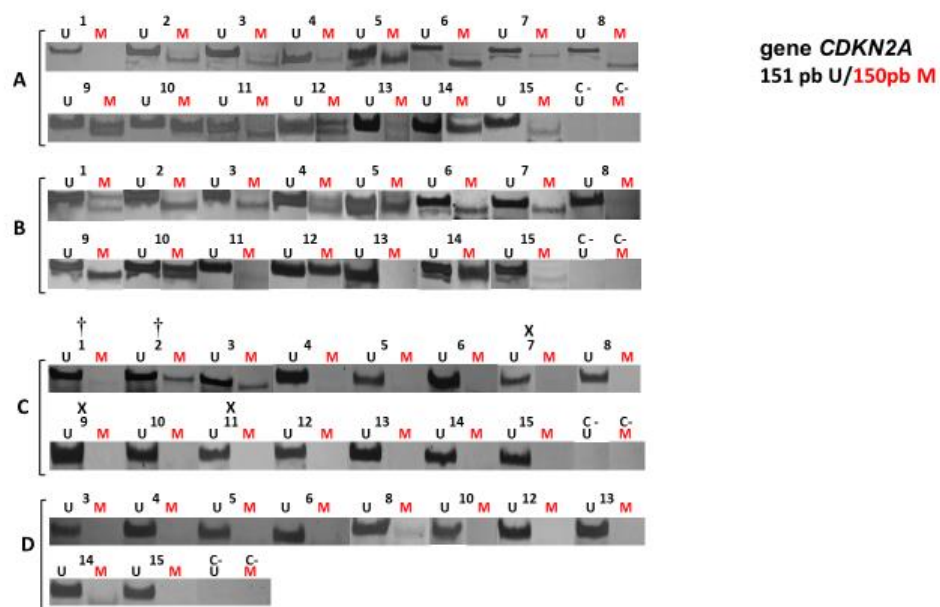 1 2 3 4 5 6 7 8
U M U M U M U M U M U M U M U M
gene CDKN2A
151 pb U/150pb M
A
9 10 11 12 13 14 15 C - C-
U M U M U M U M U M U M U M U M
1 2 3 4 5 6 7 8
U M U M U M U M U M U M U M U M
B
9 10 11 12 13 14 15 C - C-
U M U M U M U M U M U M U M U M
† † X
1 2 3 4 5 6 7 8
U M U M U M U M U M U M U M U M
C
X X
9 10 11 12 13 14 15 C - C-
U M U M U M U M U M U M U M U M
3 4 5 6 8 10 12 13
U M U M U M U M U M U M U M U M
D
14 15 C- C-
U M U M U M